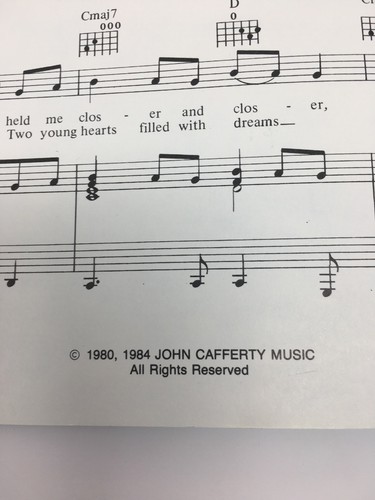 Cmaj7 D
held me clos - er and clos - er,
Two young hearts filled with dreams
© 1980, 1984 JOHN CAFFERTY MUSIC
All Rights Reserved